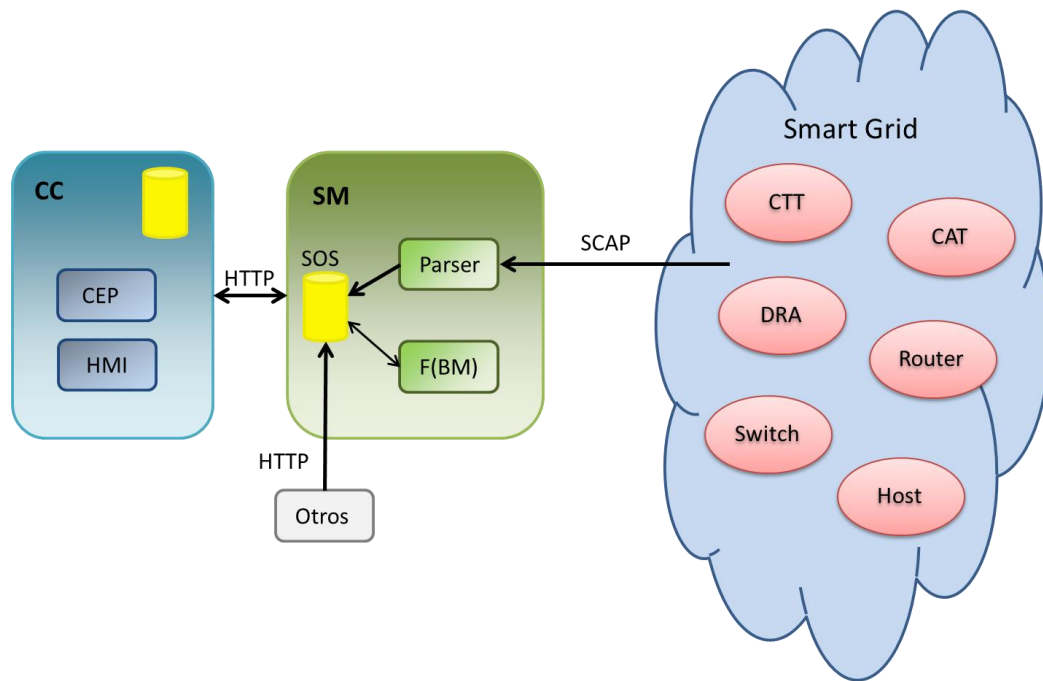 Smart Grid
CC
SM
CTT
CAT
SCAP
SOS
Parser
HTTP
CEP
DRA
HMI
F(BM)
Router
Switch
HTTP
Otros
Host